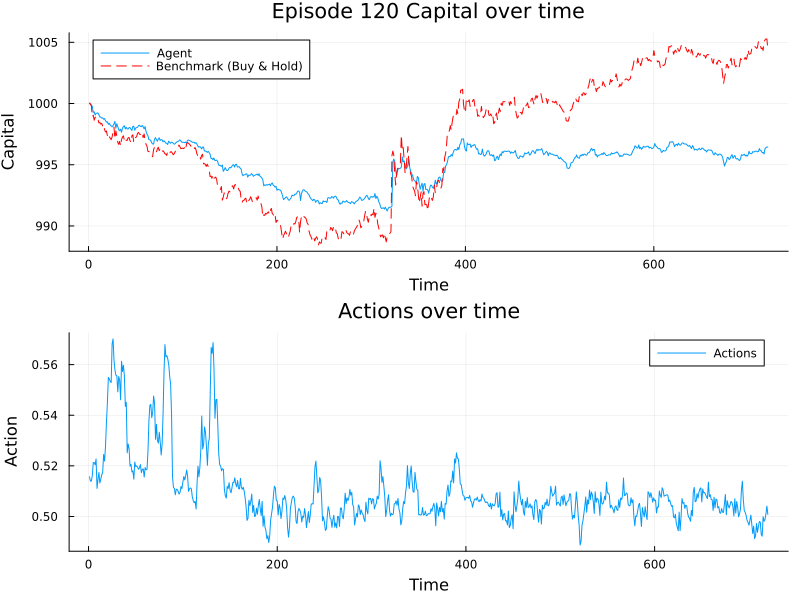 Episode 120 Capital over time
Capital
1005
1000
995
990
Agent
Benchmark (Buy & Hold)
0
200
400
600
Time
Actions over time
Action
0.56
0.54
0.52
0.50
Actions
0
200
400
600
Time